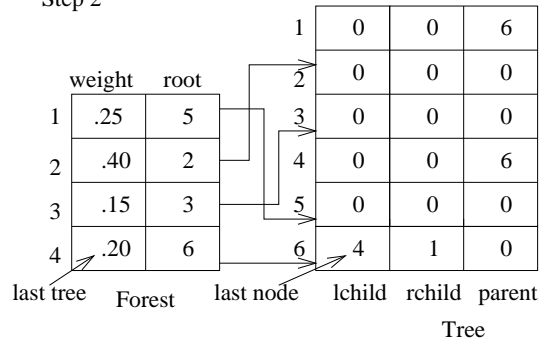 Step 2
1 0 0 6
2 0 0 0
weight root
3 0 0 0
1 .25 5
2 .40 2
4 0 0 6
3 .15 3
5 0 0 0
4 .20 6
6 4 1 0
last tree
Forest
last node
lchild rchild parent
Tree